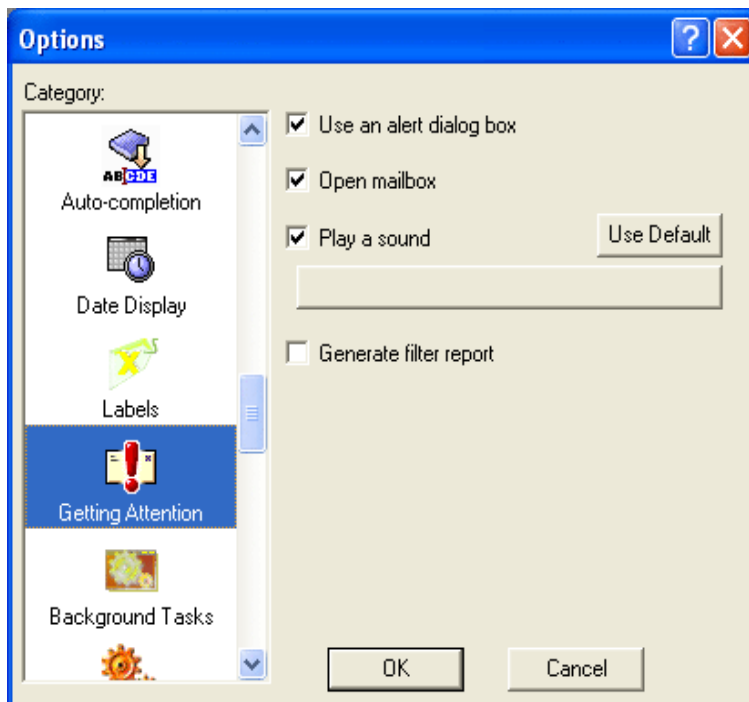 Options
Category:
ABCDE
Auto-completion
Date Display
Labels
Getting Attention
Background Tasks
Use an alert dialog box
Open mailbox
Play a sound
Use Default
Generate filter report
OK
Cancel